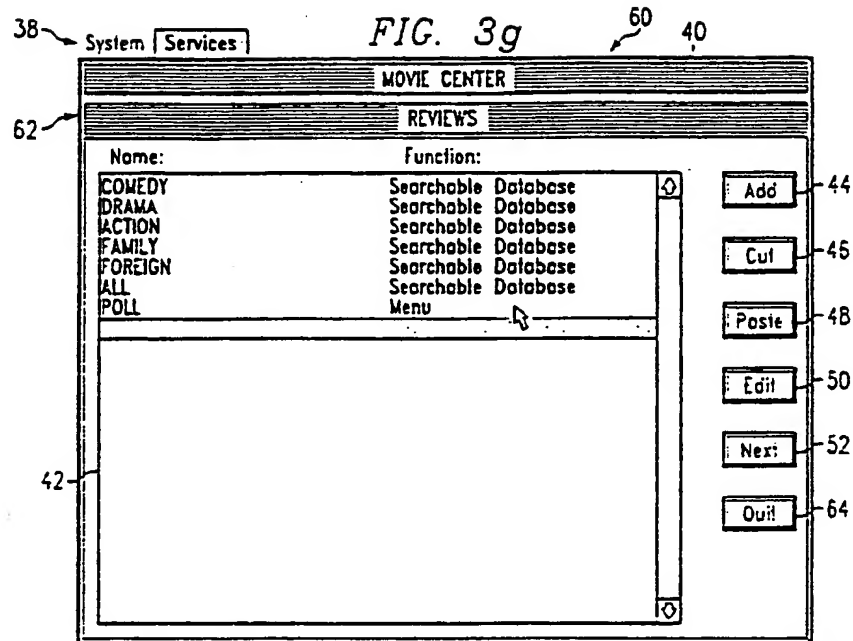 FIG. 3g
60
40
38
System Services
MOVIE CENTER
62
REVIEWS
Name: Function:
COMEDY Searchable Database
DRAMA Searchable Database
ACTION Searchable Database
FAMILY Searchable Database
FOREIGN Searchable Database
ALL Searchable Database
POLL Menu
Add 44
Cut 46
Paste 48
Edit 50
Next 52
42
Quit 64